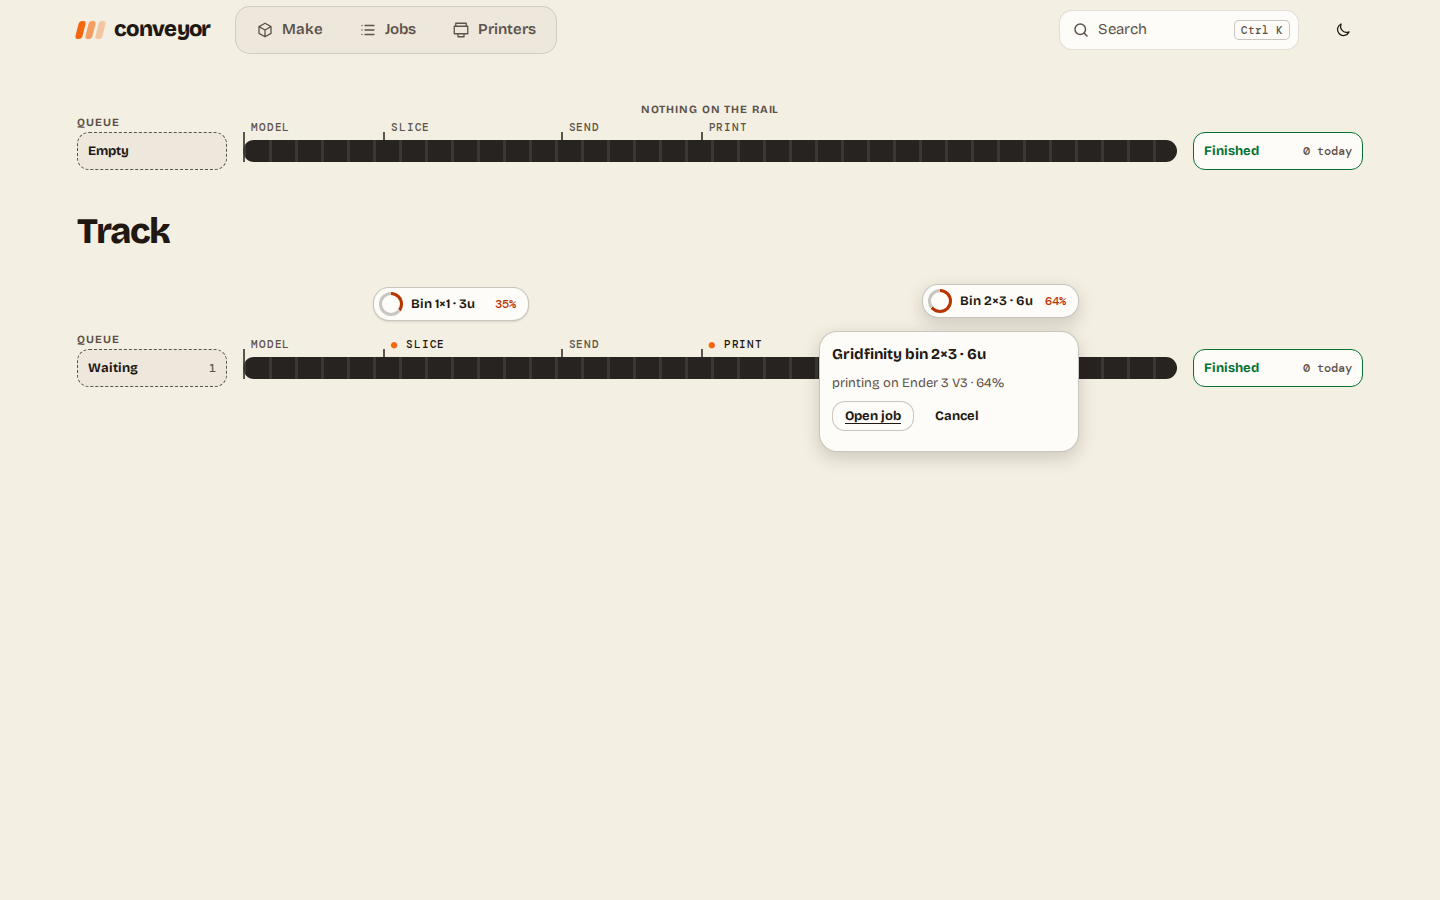 conveyor Make Jobs Printers Search Ctrl K
NOTHING ON THE RAIL
QUEUE MODEL SLICE SEND PRINT
Empty Finished 0 today
Track
Bin 1×1 · 3u 35% Bin 2×3 · 6u 64%
QUEUE MODEL SLICE SEND PRINT
Waiting 1 Finished 0 today
Gridfinity bin 2×3 · 6u
printing on Ender 3 V3 · 64%
Open job Cancel